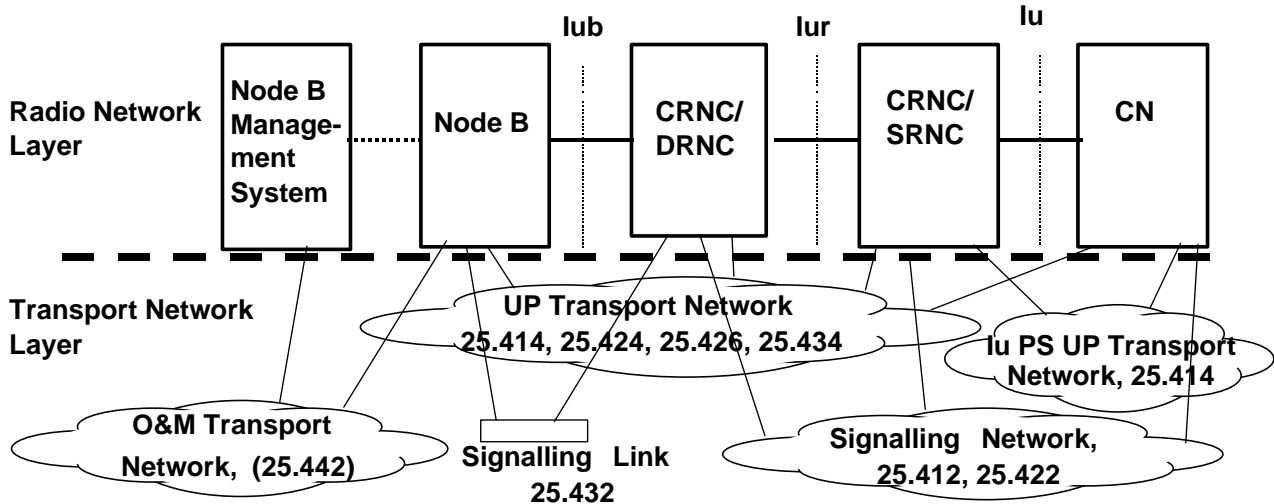 Iub
Iur
Iu
Radio Network
Layer
Node B
Manage-
ment
System
Node B
CRNC/
DRNC
CRNC/
SRNC
CN
Transport Network
Layer
UP Transport Network
25.414, 25.424, 25.426, 25.434
Iu PS UP Transport
Network, 25.414
O&M Transport
Network, (25.442)
Signalling Link
25.432
Signalling Network,
25.412, 25.422